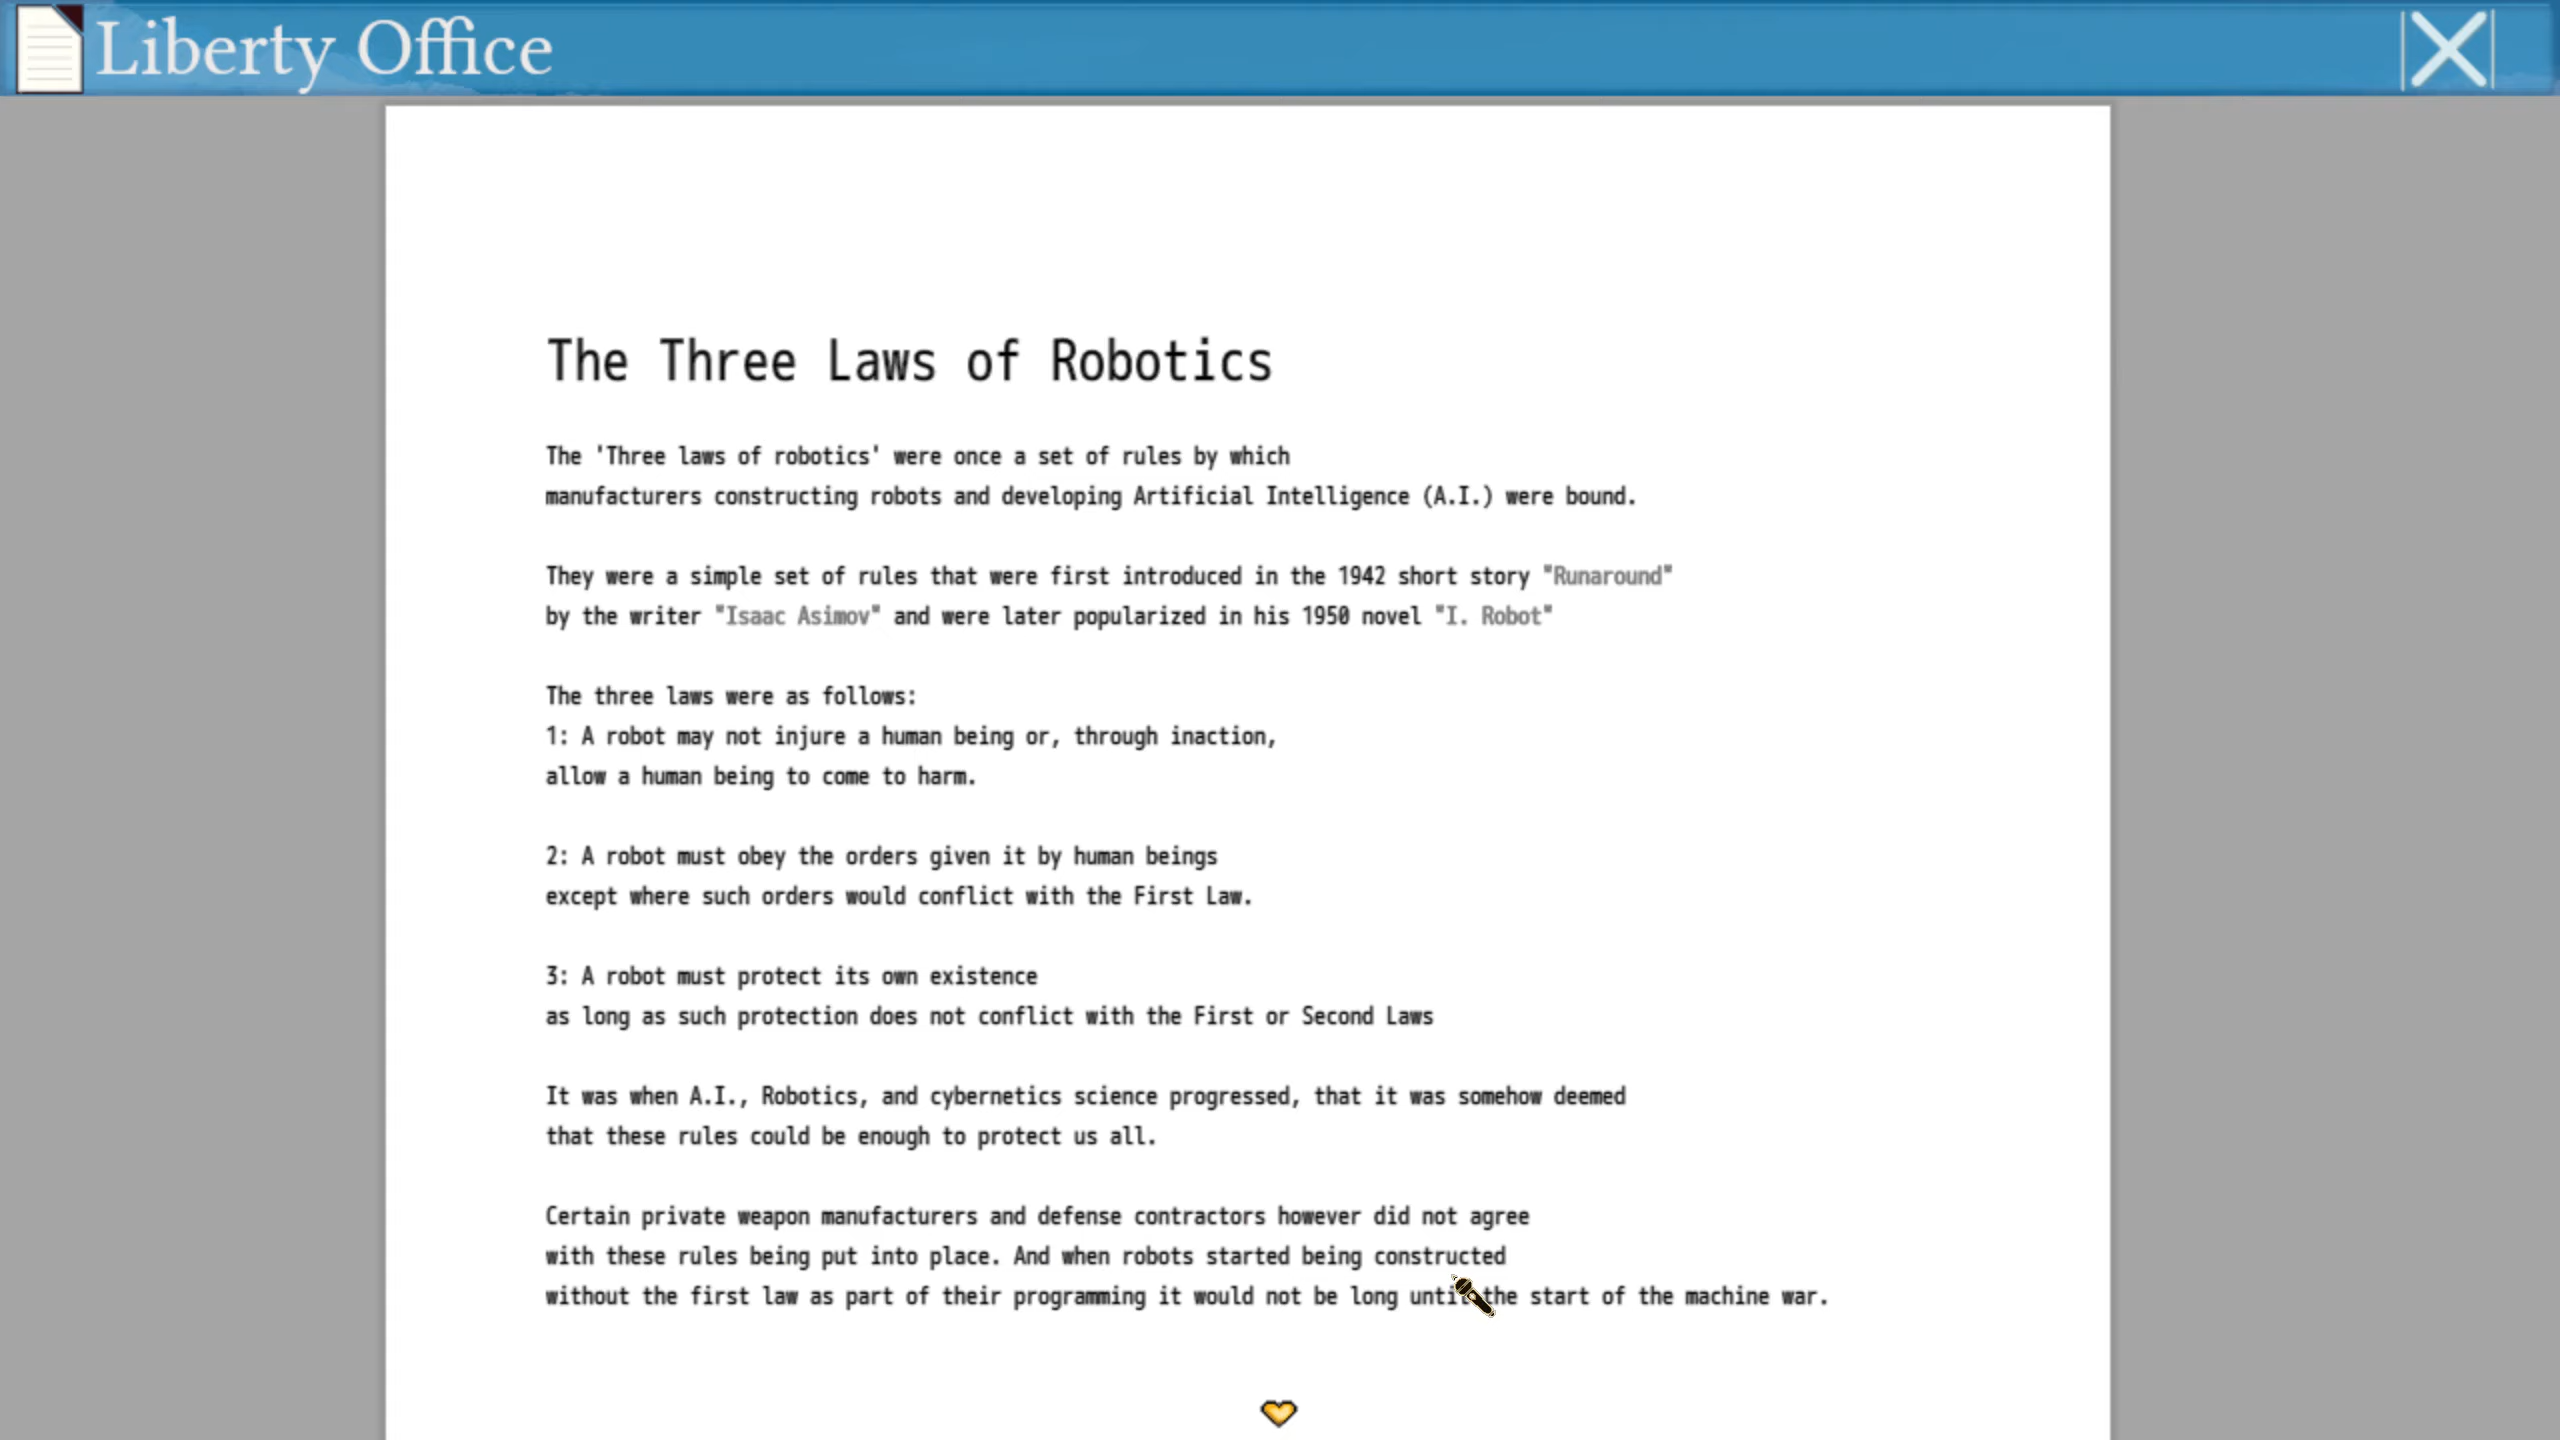 Liberty Office
The Three Laws of Robotics
The 'Three laws of robotics' were once a set of rules by which
manufacturers constructing robots and developing Artificial Intelligence (A.I.) were bound.
They were a simple set of rules that were first introduced in the 1942 short story "Runaround"
by the writer "Isaac Asimov" and were later popularized in his 1950 novel "I. Robot"
The three laws were as follows:
1: A robot may not injure a human being or, through inaction,
allow a human being to come to harm.
2: A robot must obey the orders given it by human beings
except where such orders would conflict with the First Law.
3: A robot must protect its own existence
as long as such protection does not conflict with the First or Second Laws
It was when A.I., Robotics, and cybernetics science progressed, that it was somehow deemed
that these rules could be enough to protect us all.
Certain private weapon manufacturers and defense contractors however did not agree
with these rules being put into place. And when robots started being constructed
without the first law as part of their programming it would not be long until the start of the machine war.